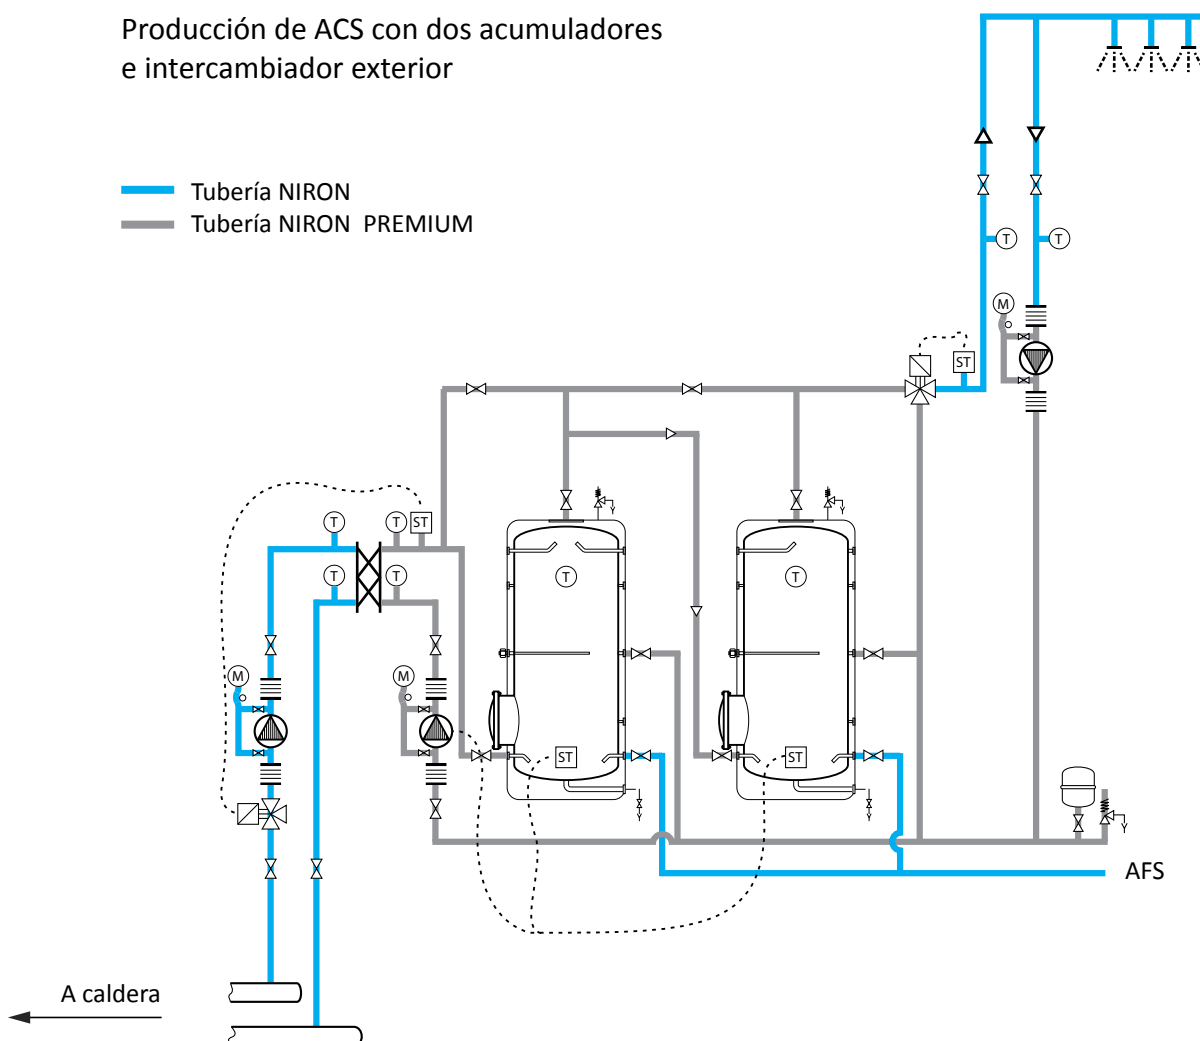 Producción de ACS con dos acumuladores
e intercambiador exterior
Tubería NIRON
Tubería NIRON PREMIUM
T
T
M
ST
T
T
ST
T
T
T
T
M
M
ST
ST
AFS
A caldera